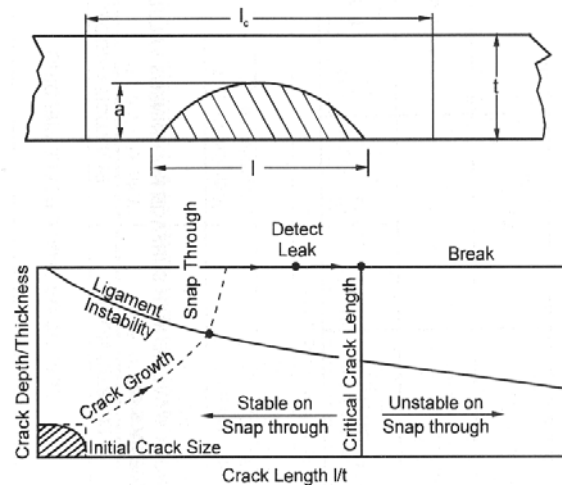 lc
a
t
l
Detect
Leak
Break
Snap Through
Ligament
Instability
Critical Crack Length
Crack Depth/Thickness
Crack Growth
Stable on
Snap through
Unstable on
Snap through
Initial Crack Size
Crack Length l/t